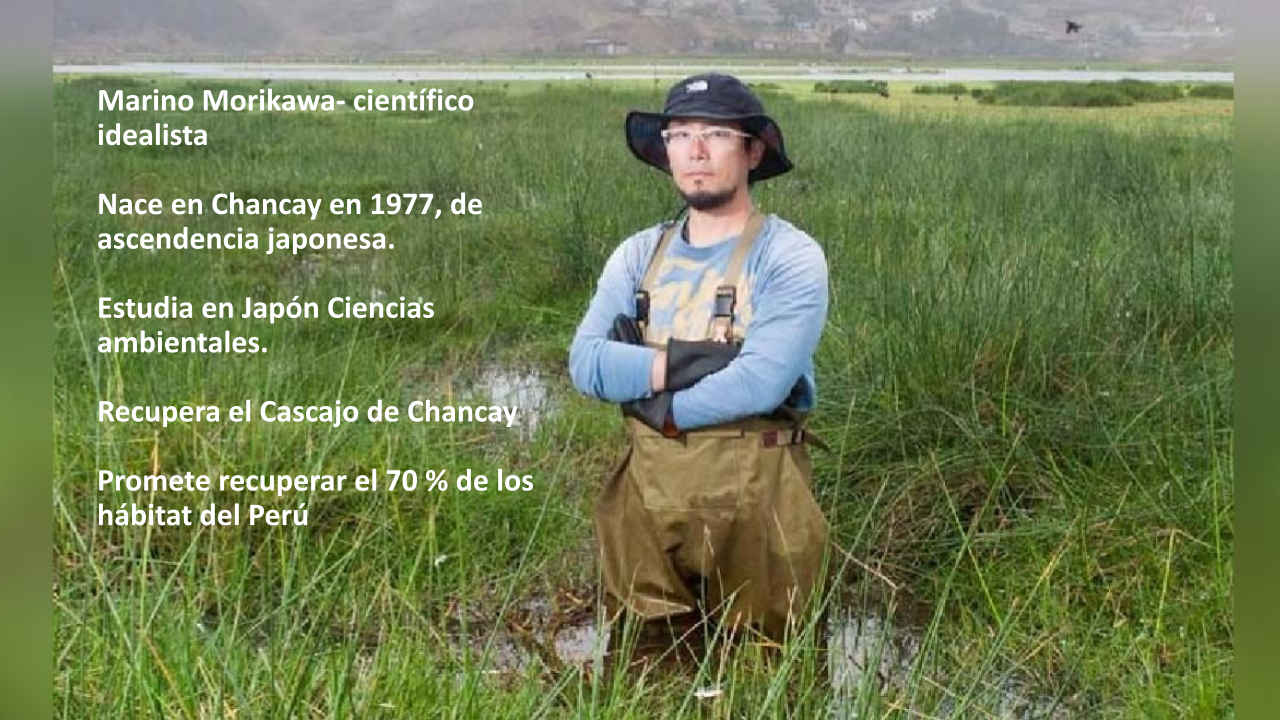 Marino Morikawa- científico
idealista
Nace en Chancay en 1977, de
ascendencia japonesa.
Estudia en Japón Ciencias
ambientales.
Recupera el Cascajo de Chancay
Promete recuperar el 70 % de los
hábitat del Perú